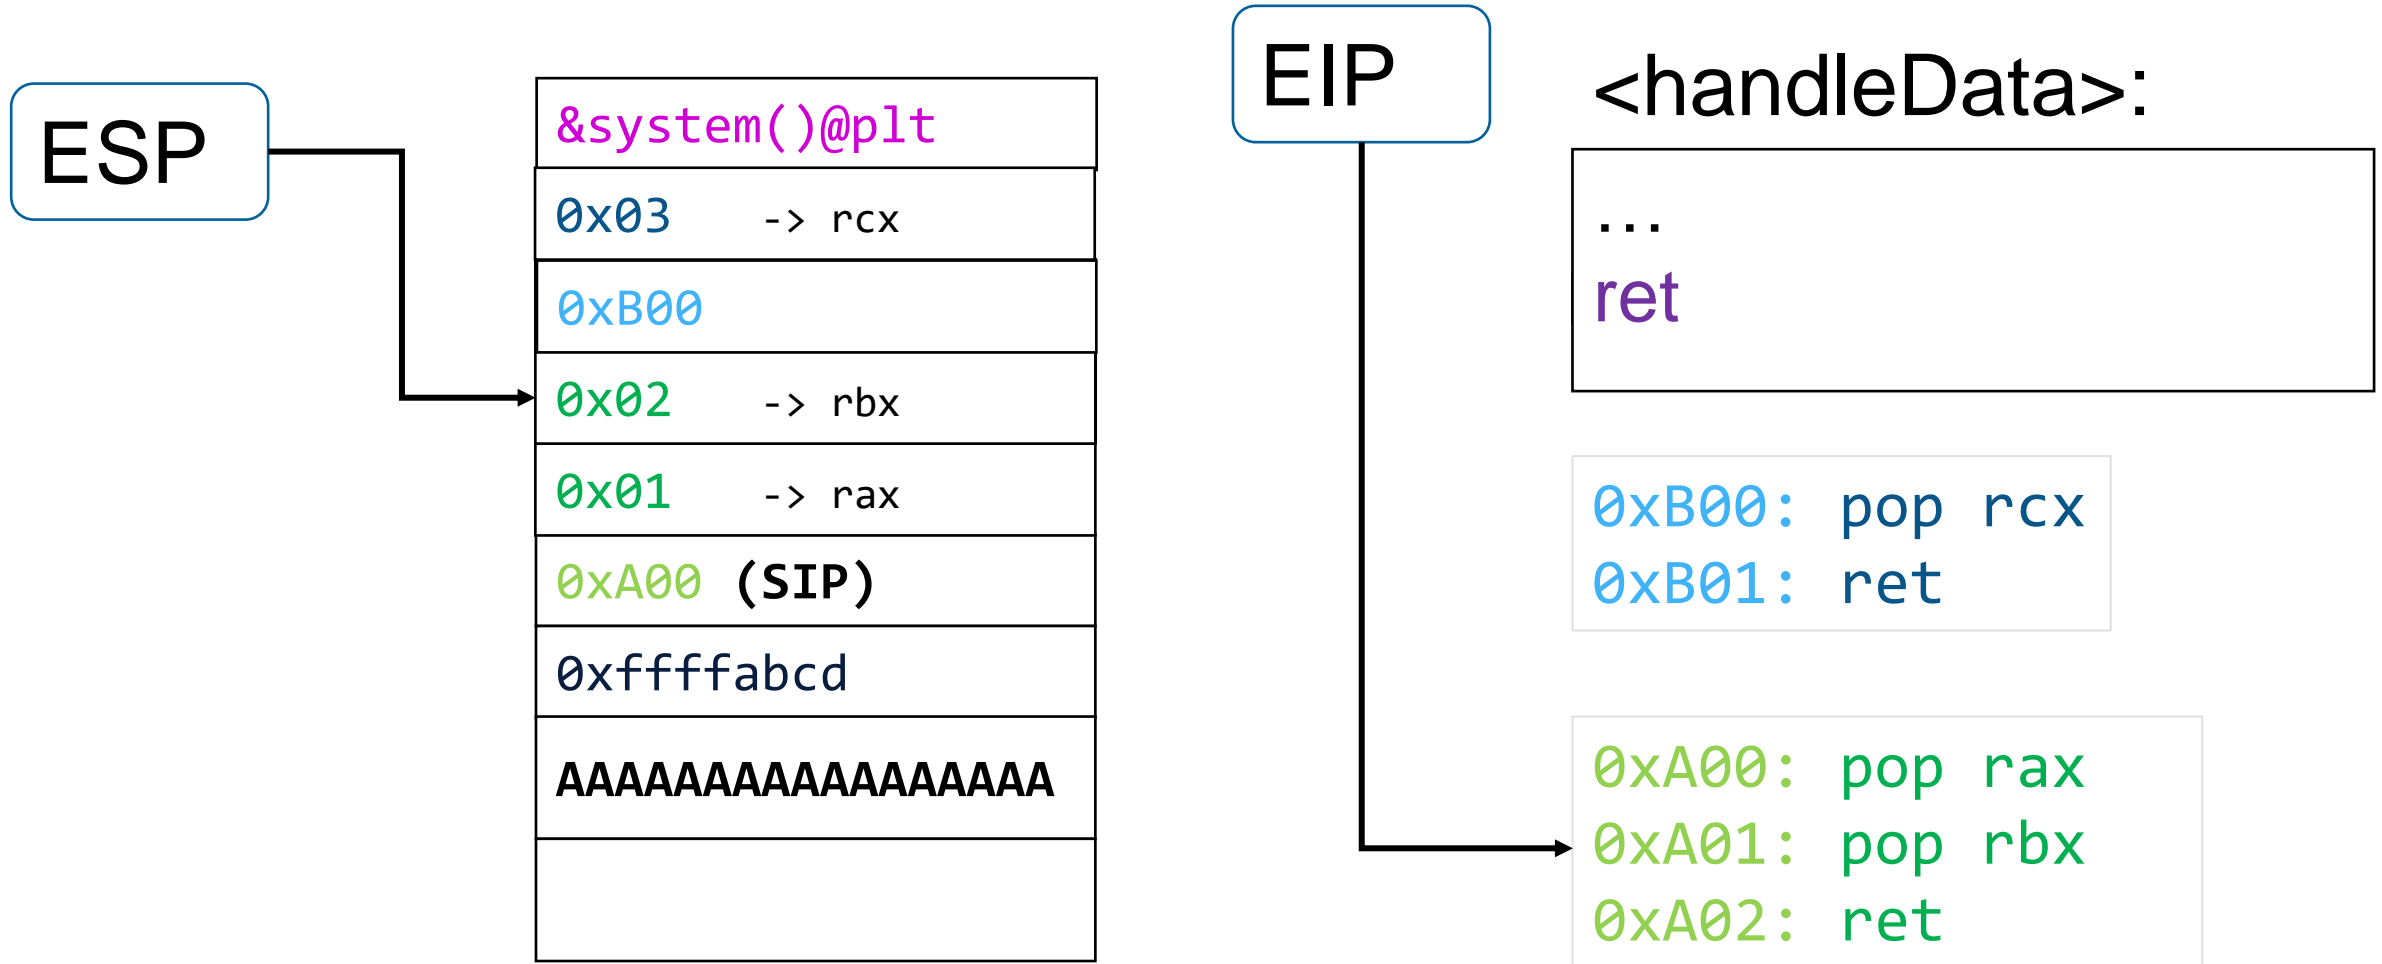 ESP
&system()@plt
0x03 -> rcx
0xB00
0x02 -> rbx
0x01 -> rax
0xA00 (SIP)
0xffffabcd
AAAAAAAAAAAAAAAAA
EIP
<handleData>:
…
ret
0xB00: pop rcx
0xB01: ret
0xA00: pop rax
0xA01: pop rbx
0xA02: ret